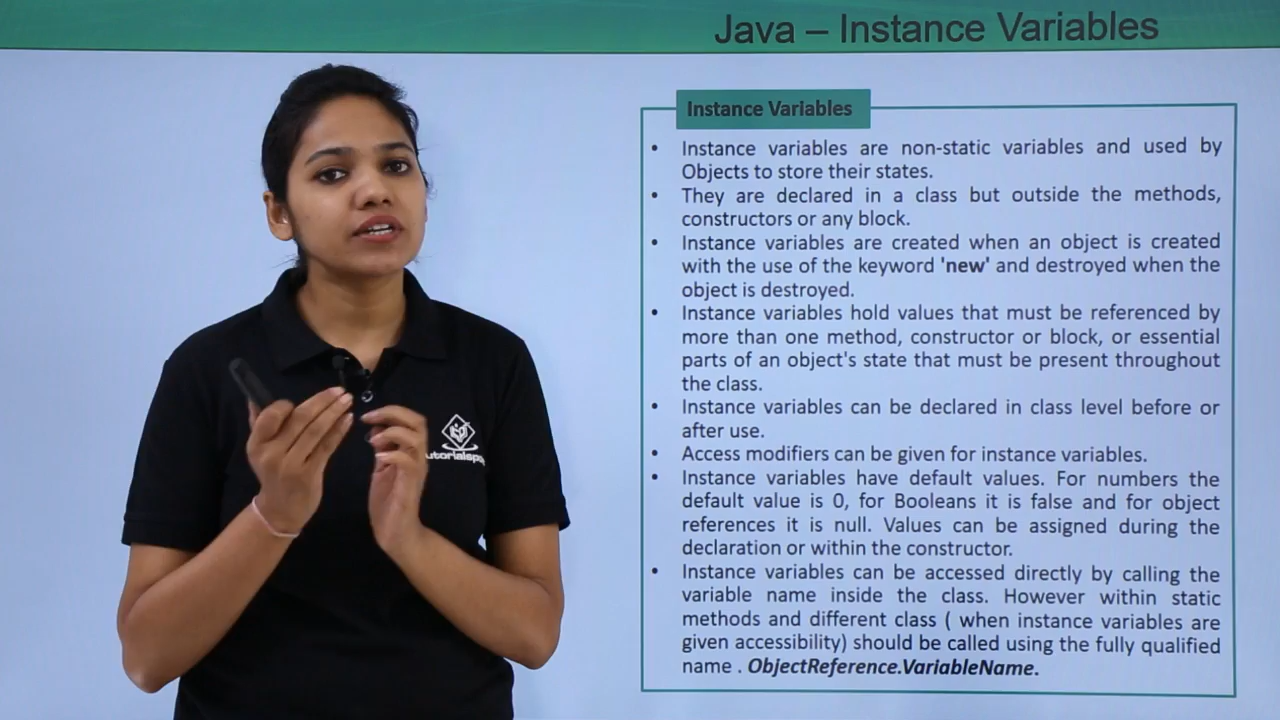 Java – Instance Variables
Instance Variables
• Instance variables are non-static variables and used by
Objects to store their states.
• They are declared in a class but outside the methods,
constructors or any block.
• Instance variables are created when an object is created
with the use of the keyword 'new' and destroyed when the
object is destroyed.
• Instance variables hold values that must be referenced by
more than one method, constructor or block, or essential
parts of an object's state that must be present throughout
the class.
• Instance variables can be declared in class level before or
after use.
• Access modifiers can be given for instance variables.
• Instance variables have default values. For numbers the
default value is 0, for Booleans it is false and for object
references it is null. Values can be assigned during the
declaration or within the constructor.
• Instance variables can be accessed directly by calling the
variable name inside the class. However within static
methods and different class ( when instance variables are
given accessibility) should be called using the fully qualified
name . ObjectReference.VariableName.